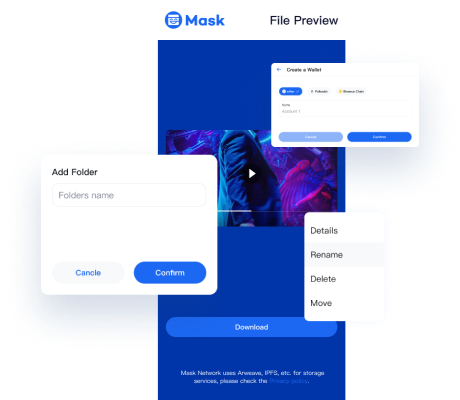 Mask
File Preview
Create a Wallet
Ether
Polkadot
Binance Chain
Name
Account 1
Cancel
Confirm
Add Folder
Folders name
Cancle
Confirm
Details
Rename
Delete
Move
Download
Mask Network uses Arweave, IPFS, etc. for storage
services, please check the Privacy policy.